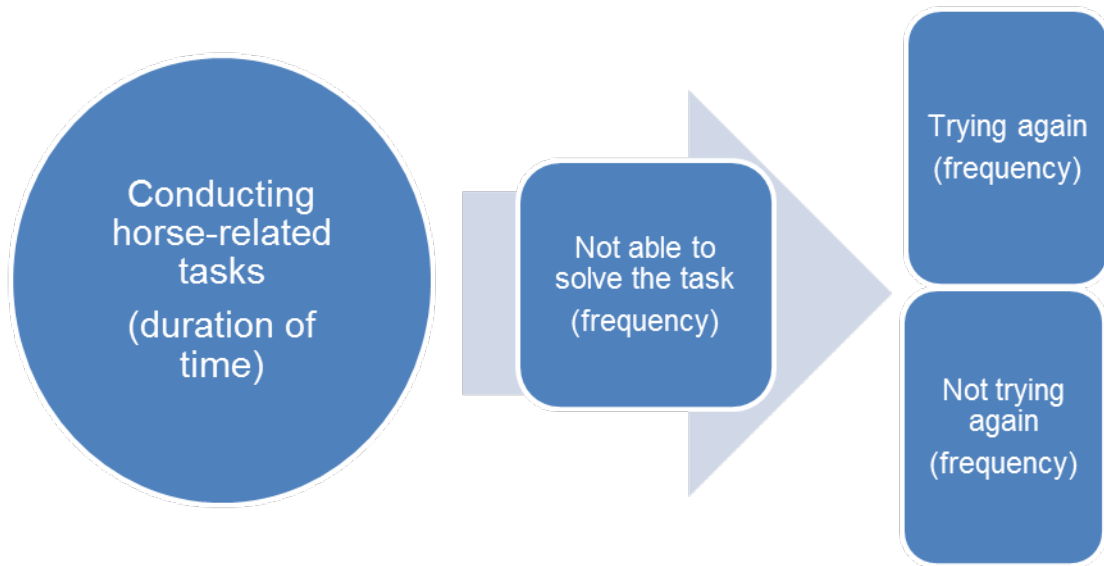 Conducting
horse-related
tasks
(duration of
time)
Not able to
solve the task
(frequency)
Trying again
(frequency)
Not trying
again
(frequency)